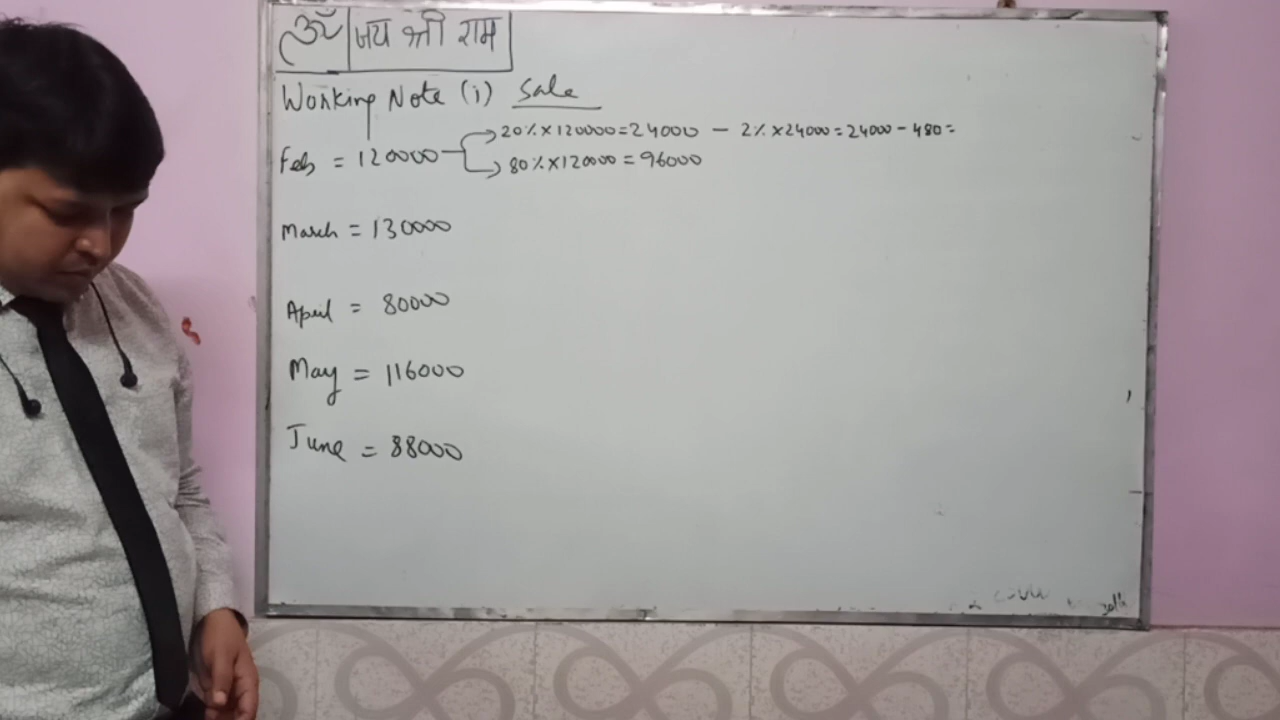 ॐ जय श्री राम
Working Note (i) Sale
Feb = 120000
20% × 120000 = 24000 - 2% × 24000 = 24000 - 480 =
80% × 120000 = 96000
March = 130000
April = 80000
May = 116000
June = 88000